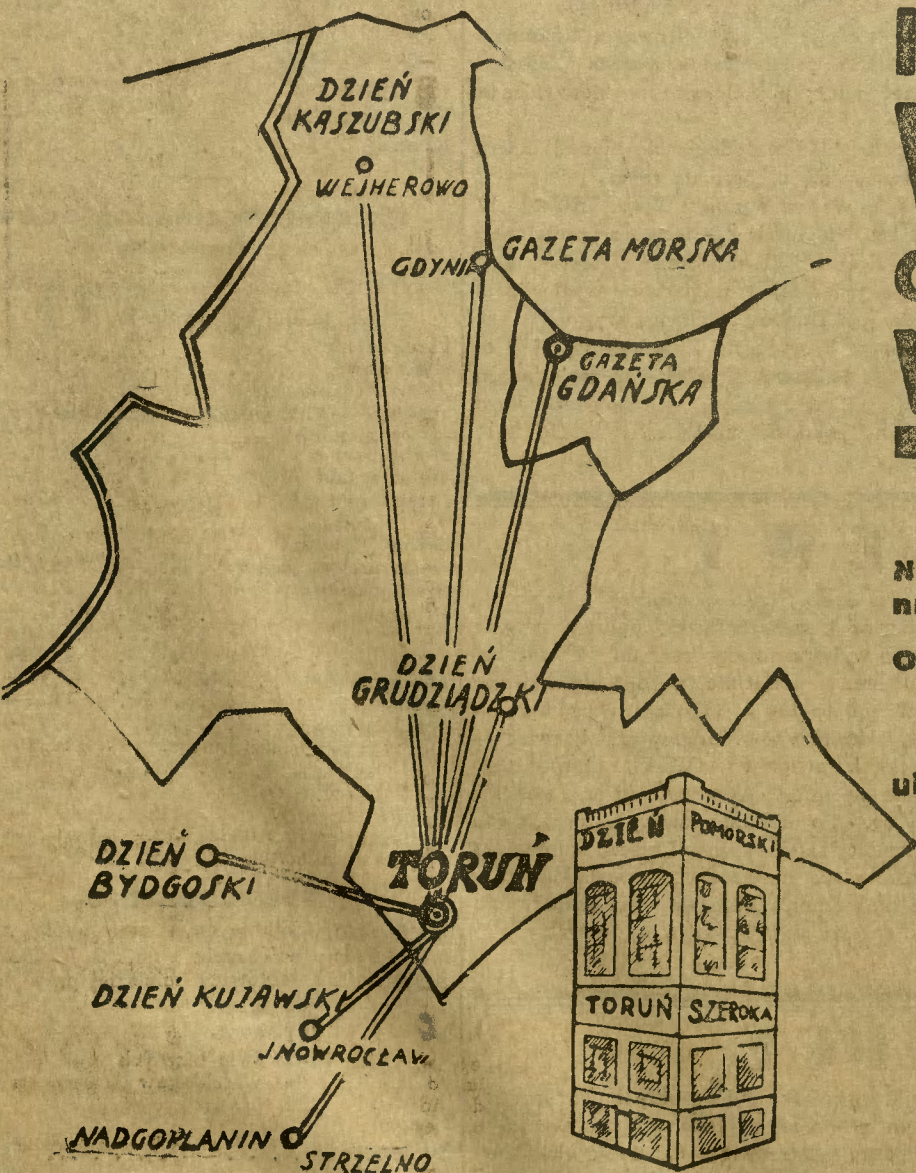 DZIEŃ
KASZUBSKI
WEJHEROWO
GDYNIA
GAZETA MORSKA
GAZETA
GDAŃSKA
DZIEŃ
GRUDZIĄDZKI
DZIEŃ
BYDGOSKI
TORUŃ
DZIEŃ POMORSKI
DZIEŃ KUJAWSKI
TORUŃ SZEROKA
JNOWROCŁAW
NADGOPLANIN
STRZELNO